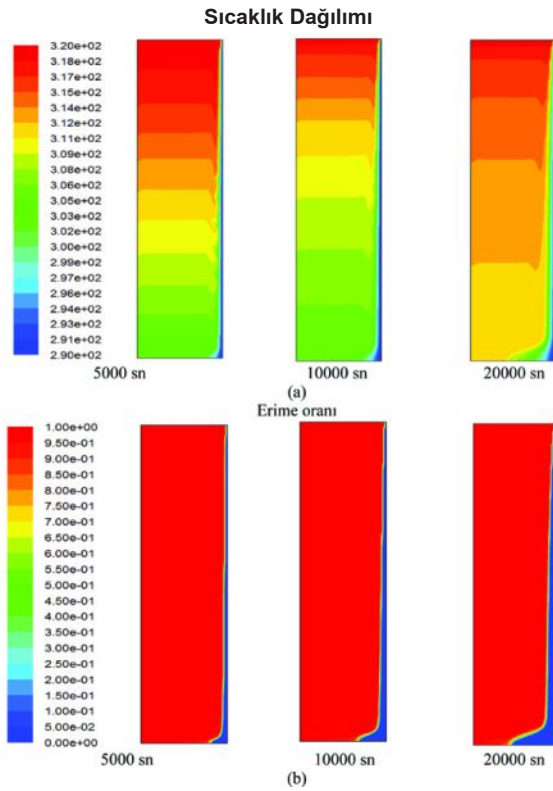 Sıcaklık Dağılımı
3.20e+02
3.18e+02
3.17e+02
3.15e+02
3.14e+02
3.12e+02
3.11e+02
3.09e+02
3.08e+02
3.06e+02
3.05e+02
3.03e+02
3.02e+02
3.00e+02
2.99e+02
2.97e+02
2.96e+02
2.94e+02
2.93e+02
2.91e+02
2.90e+02
5000 sn
10000 sn
20000 sn
(a)
Erime oranı
1.00e+00
9.50e-01
9.00e-01
8.50e-01
8.00e-01
7.50e-01
7.00e-01
6.50e-01
6.00e-01
5.50e-01
5.00e-01
4.50e-01
4.00e-01
3.50e-01
3.00e-01
2.50e-01
2.00e-01
1.50e-01
1.00e-01
5.00e-02
0.00e+00
5000 sn
10000 sn
20000 sn
(b)